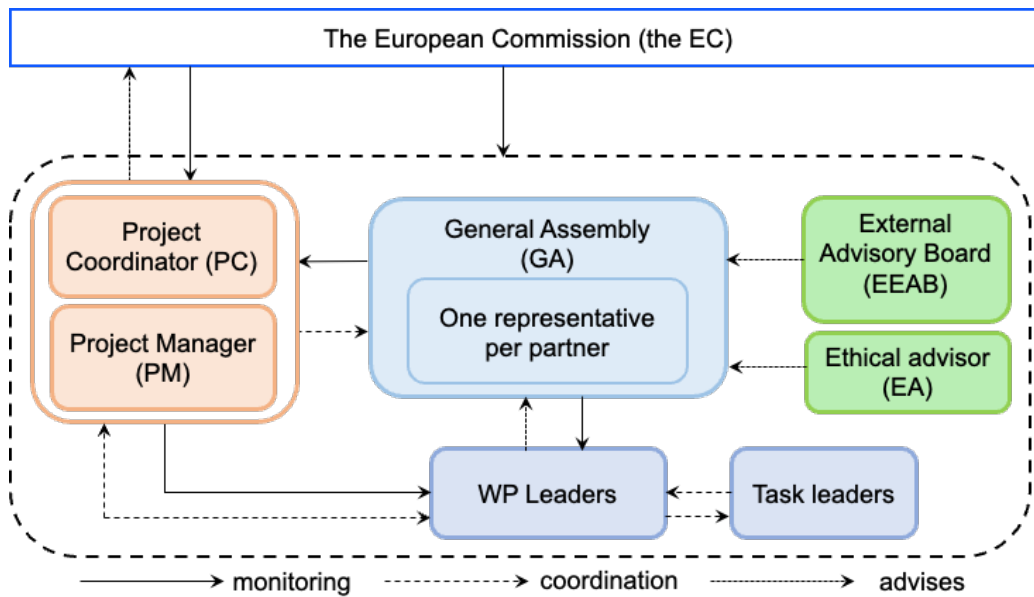 The European Commission (the EC)
Project
Coordinator (PC)
Project Manager
(PM)
General Assembly
(GA)
One representative
per partner
External
Advisory Board
(EEAB)
Ethical advisor
(EA)
WP Leaders
Task leaders
monitoring
coordination
advises